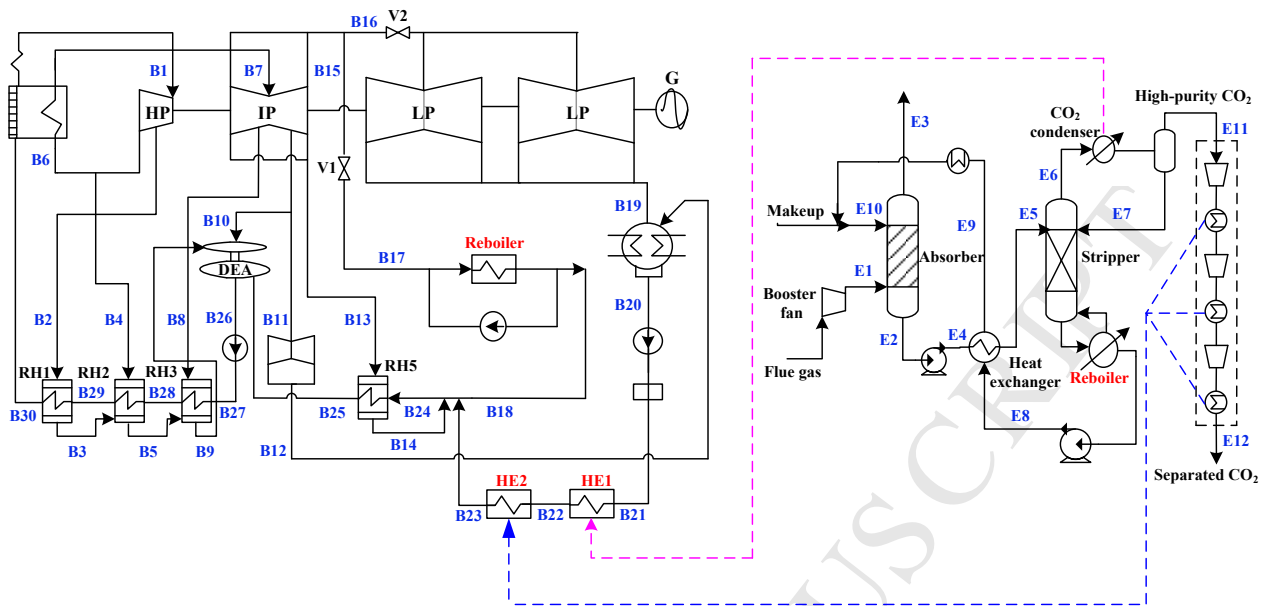 B16
V2
B1
B7
B15
G
HP
IP
LP
LP
High-purity CO₂
CO₂
condenser
E11
E3
B6
V1
E6
B10
B19
Makeup
E10
E9
E5
E7
DEA
B17
Reboiler
Absorber
Stripper
E1
Booster
fan
B20
B2
B4
B8
B26
B11
B13
E2
E4
Flue gas
Heat
exchanger
Reboiler
RH1
B29
RH2
B28
RH3
RH5
B30
B27
B25
B24
B18
E8
B3
B5
B9
B12
B14
E12
Separated CO₂
HE2
HE1
B23
B22
B21
USCRIPT